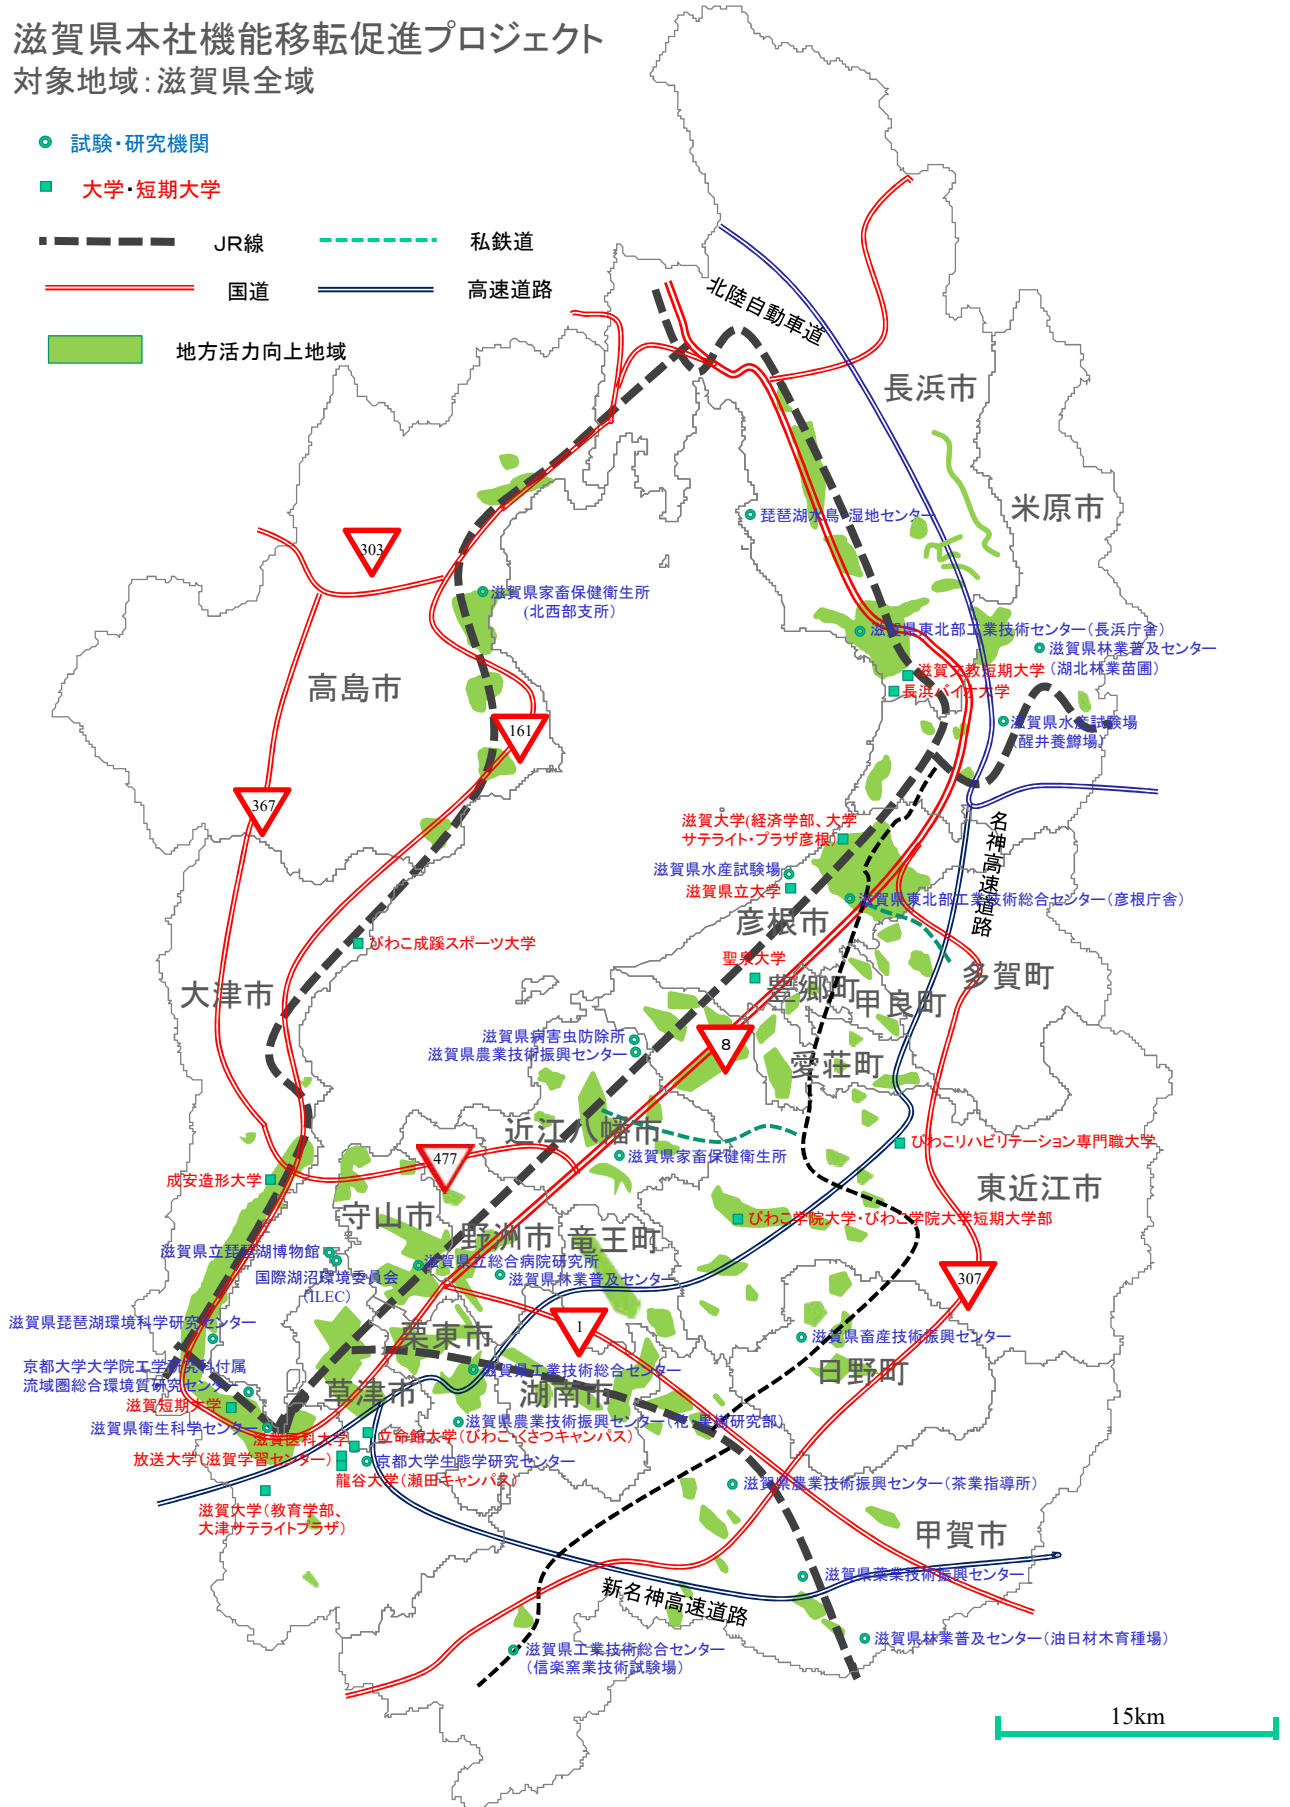 滋賀県本社機能移転促進プロジェクト
対象地域：滋賀県全域
試験・研究機関
大学・短期大学
JR線
私鉄道
国道
高速道路
地方活力向上地域
北陸自動車道
長浜市
米原市
琵琶湖水鳥・湿地センター
303
滋賀県家畜保健衛生所
(北西部支所)
滋賀県東北部工業技術センター(長浜庁舎)
滋賀県林業普及センター
(湖北林業苗圃)
滋賀文教短期大学
長浜バイオ大学
高島市
161
滋賀県水産試験場
(醒井養鱒場)
367
滋賀大学(経済学部、大学
サテライト・プラザ彦根)
名神高速道路
滋賀県水産試験場
滋賀県立大学
滋賀県東北部工業技術総合センター(彦根庁舎)
彦根市
びわこ成蹊スポーツ大学
聖泉大学
多賀町
大津市
豊郷町
甲良町
滋賀県病害虫防除所
滋賀県農業技術振興センター
8
愛荘町
近江八幡市
びわこリハビリテーション専門職大学
477
滋賀県家畜保健衛生所
成安造形大学
東近江市
守山市
びわこ学院大学・びわこ学院大学短期大学部
野洲市
竜王町
滋賀県立琵琶湖博物館
滋賀県立総合病院研究所
国際湖沼環境委員会
(ILEC)
滋賀県林業普及センター
307
滋賀県琵琶湖環境科学研究センター
1
栗東市
滋賀県畜産技術振興センター
京都大学大学院工学研究科付属
流域圏総合環境質研究センター
滋賀県工業技術総合センター
日野町
草津市
湖南市
滋賀短期大学
滋賀県衛生科学センター
滋賀県農業技術振興センター(花・果樹研究部)
滋賀医科大学
立命館大学(びわこ・くさつキャンパス)
放送大学(滋賀学習センター)
京都大学生態学研究センター
龍谷大学(瀬田キャンパス)
滋賀県農業技術振興センター(茶業指導所)
滋賀大学(教育学部、
大津サテライトプラザ)
甲賀市
滋賀県薬業技術振興センター
新名神高速道路
滋賀県林業普及センター(油日材木育種場)
滋賀県工業技術総合センター
(信楽窯業技術試験場)
15km